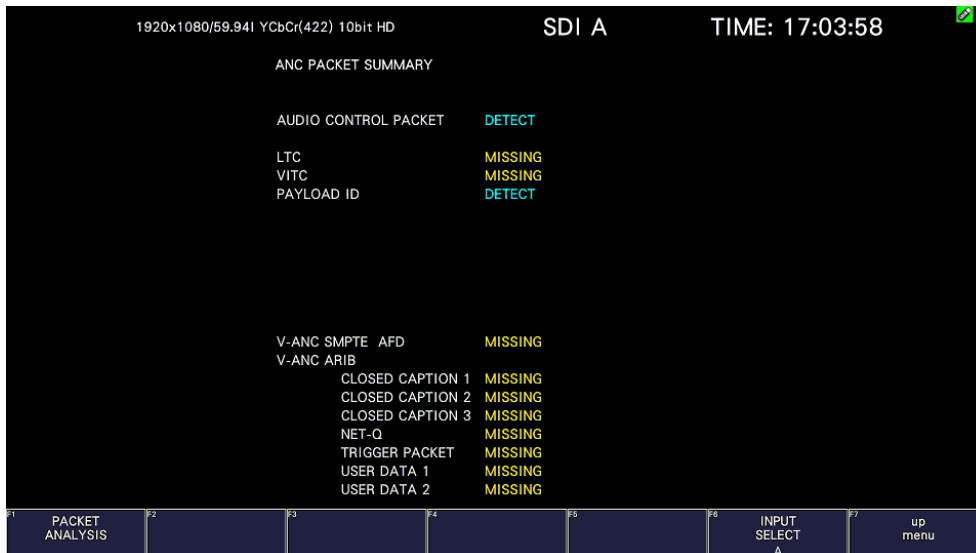 1920x1080/59.94I YCbCr(422) 10bit HD SDI A TIME: 17:03:58
ANC PACKET SUMMARY
AUDIO CONTROL PACKET DETECT
LTC MISSING
VITC MISSING
PAYLOAD ID DETECT
V-ANC SMPTE AFD MISSING
V-ANC ARIB
CLOSED CAPTION 1 MISSING
CLOSED CAPTION 2 MISSING
CLOSED CAPTION 3 MISSING
NET-Q MISSING
TRIGGER PACKET MISSING
USER DATA 1 MISSING
USER DATA 2 MISSING
F1 PACKET ANALYSIS
F2
F3
F4
F5
F6 INPUT SELECT
A
F7 up menu